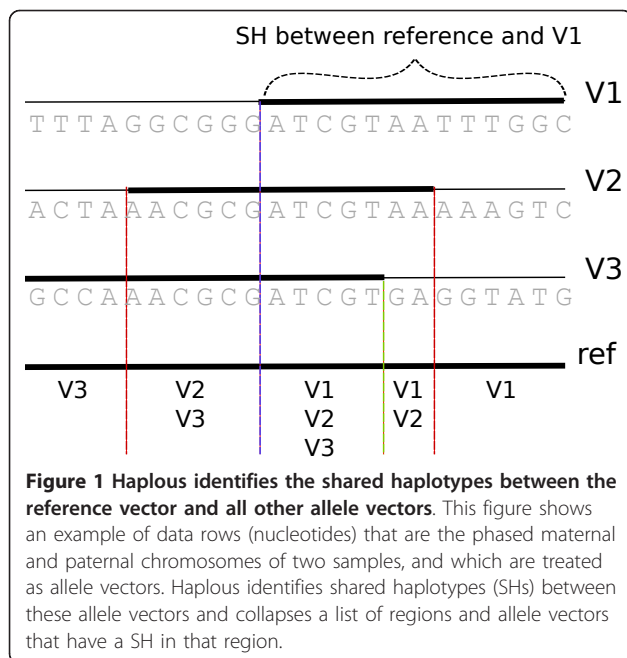 SH between reference and V1
V1
TTTAGGCGGGATCGTAATTTGGC
V2
ACTAAACGCGATCGTAAAAAGTC
V3
GCCAAACGCGATCGTGAGGTATG
ref
V3 V2 V1 V1 V1
V3 V2 V2
V3
Figure 1 Haplous identifies the shared haplotypes between the
reference vector and all other allele vectors. This figure shows
an example of data rows (nucleotides) that are the phased maternal
and paternal chromosomes of two samples, and which are treated
as allele vectors. Haplous identifies shared haplotypes (SHs) between
these allele vectors and collapses a list of regions and allele vectors
that have a SH in that region.